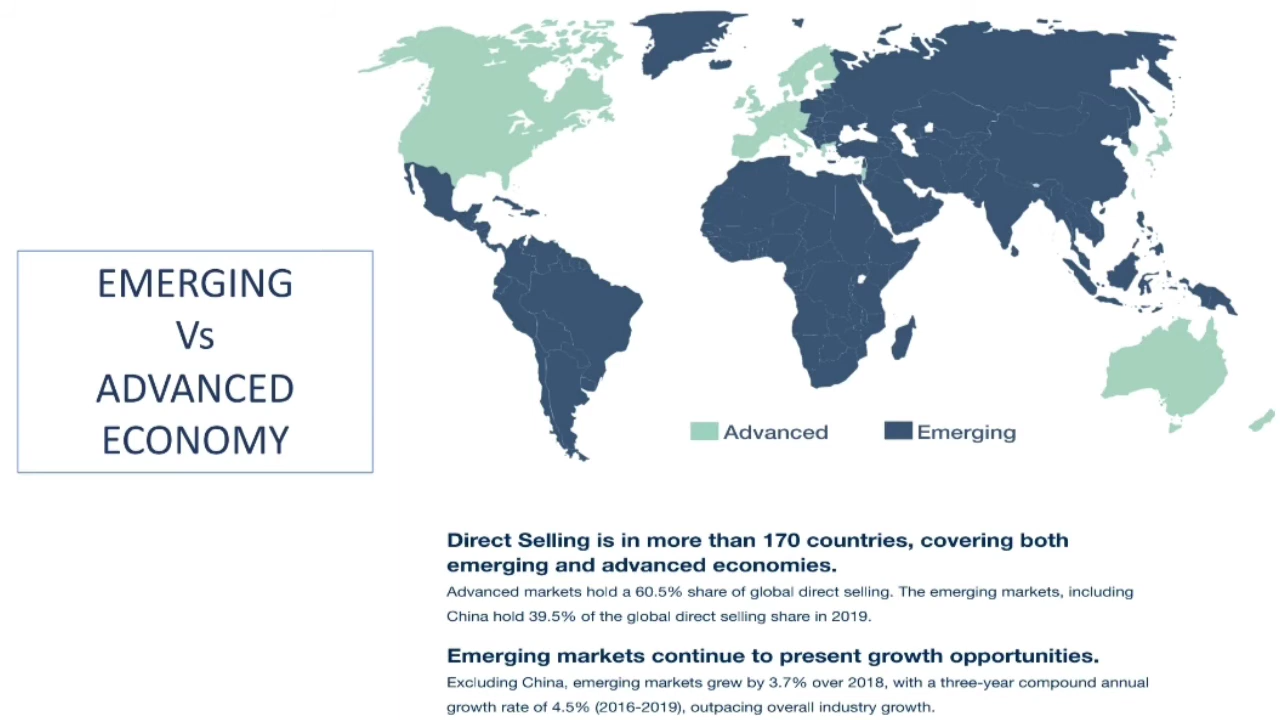 EMERGING
Vs
ADVANCED
ECONOMY
Advanced
Emerging
Direct Selling is in more than 170 countries, covering both
emerging and advanced economies.
Advanced markets hold a 60.5% share of global direct selling. The emerging markets, including
China hold 39.5% of the global direct selling share in 2019.
Emerging markets continue to present growth opportunities.
Excluding China, emerging markets grew by 3.7% over 2018, with a three-year compound annual
growth rate of 4.5% (2016-2019), outpacing overall industry growth.